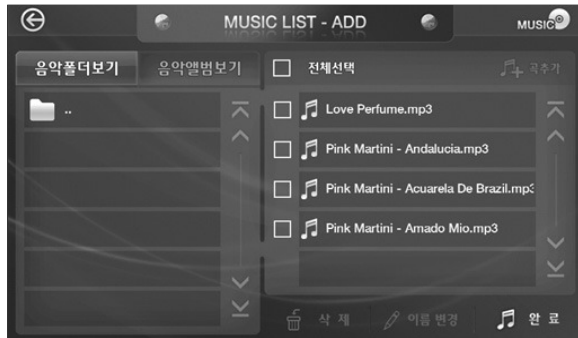 MUSIC LIST - ADD
MUSIC
음악폴더보기 음악앨범보기
전체선택 곡추가
..
Love Perfume.mp3
Pink Martini - Andalucia.mp3
Pink Martini - Acuarela De Brazil.mp3
Pink Martini - Amado Mio.mp3
삭 제 이름 변경 완 료